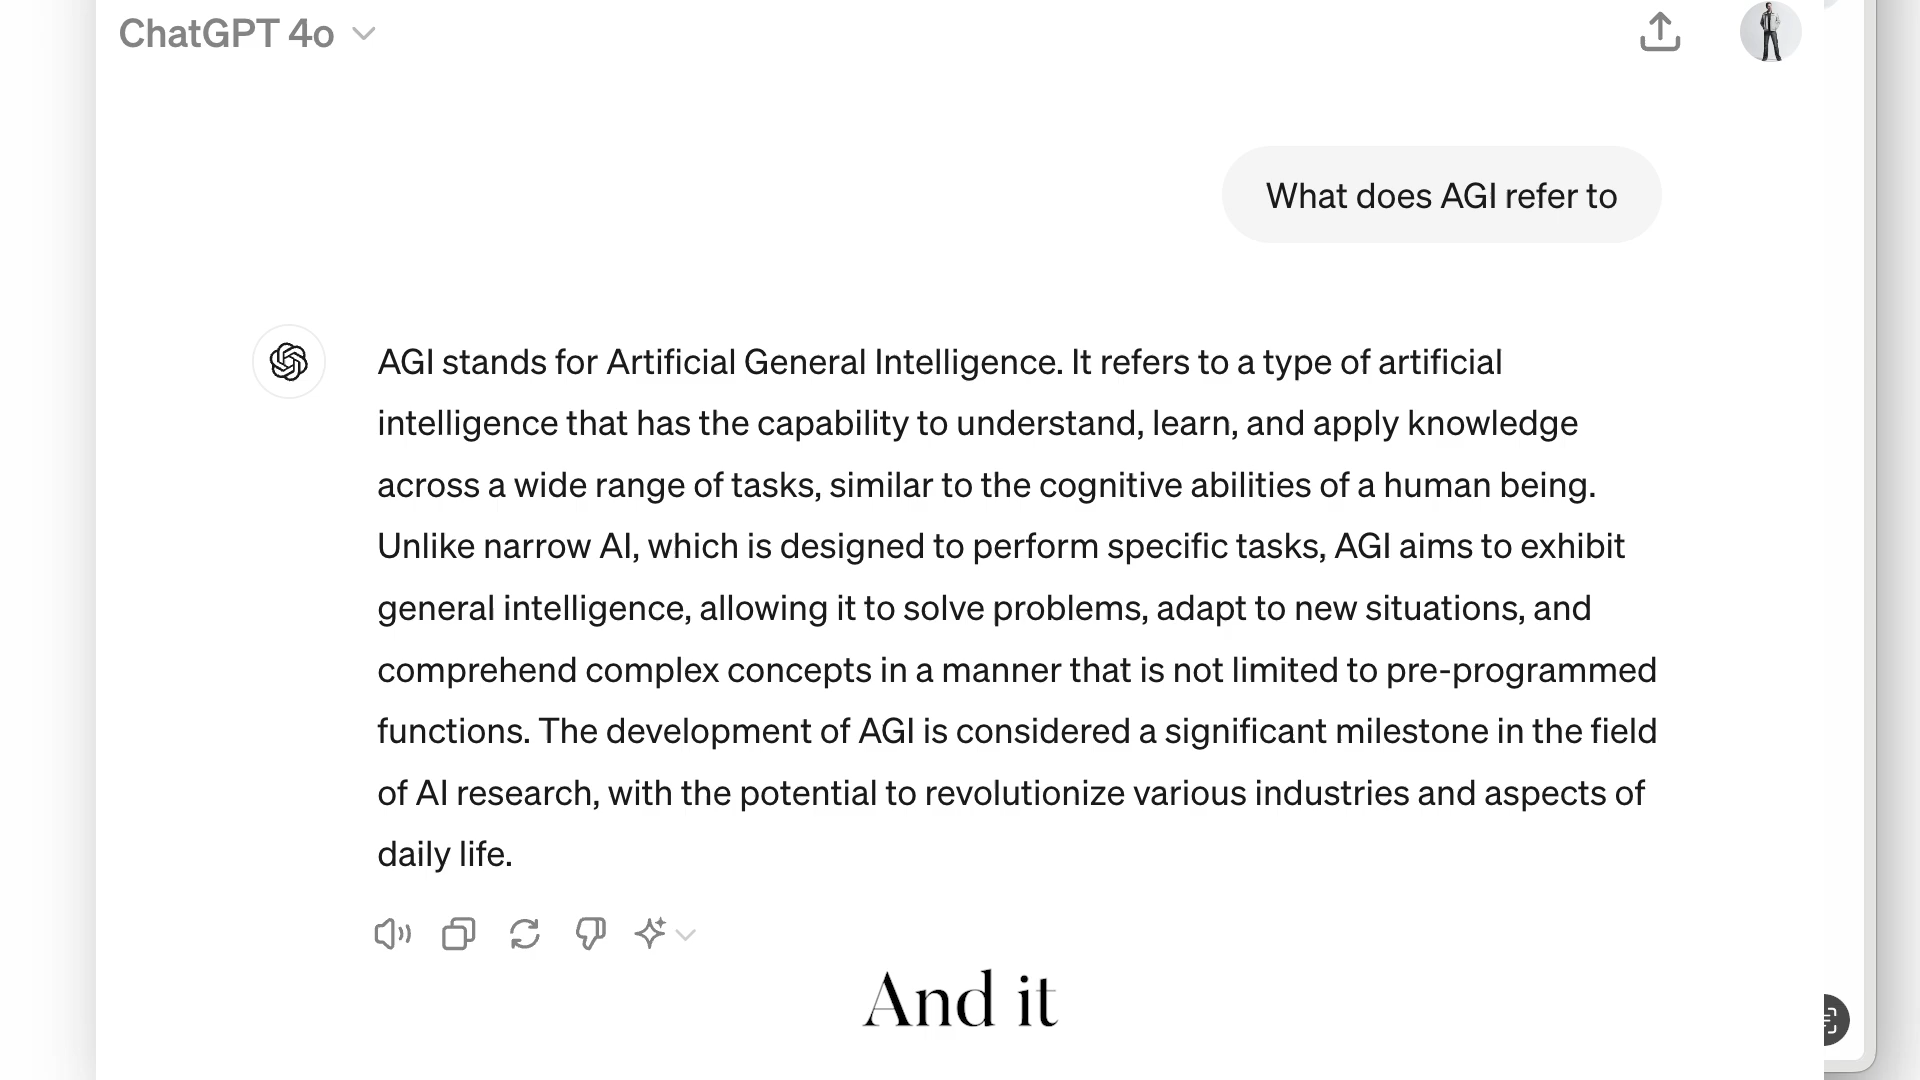 ChatGPT 4o
What does AGI refer to
AGI stands for Artificial General Intelligence. It refers to a type of artificial
intelligence that has the capability to understand, learn, and apply knowledge
across a wide range of tasks, similar to the cognitive abilities of a human being.
Unlike narrow AI, which is designed to perform specific tasks, AGI aims to exhibit
general intelligence, allowing it to solve problems, adapt to new situations, and
comprehend complex concepts in a manner that is not limited to pre-programmed
functions. The development of AGI is considered a significant milestone in the field
of AI research, with the potential to revolutionize various industries and aspects of
daily life.
And it